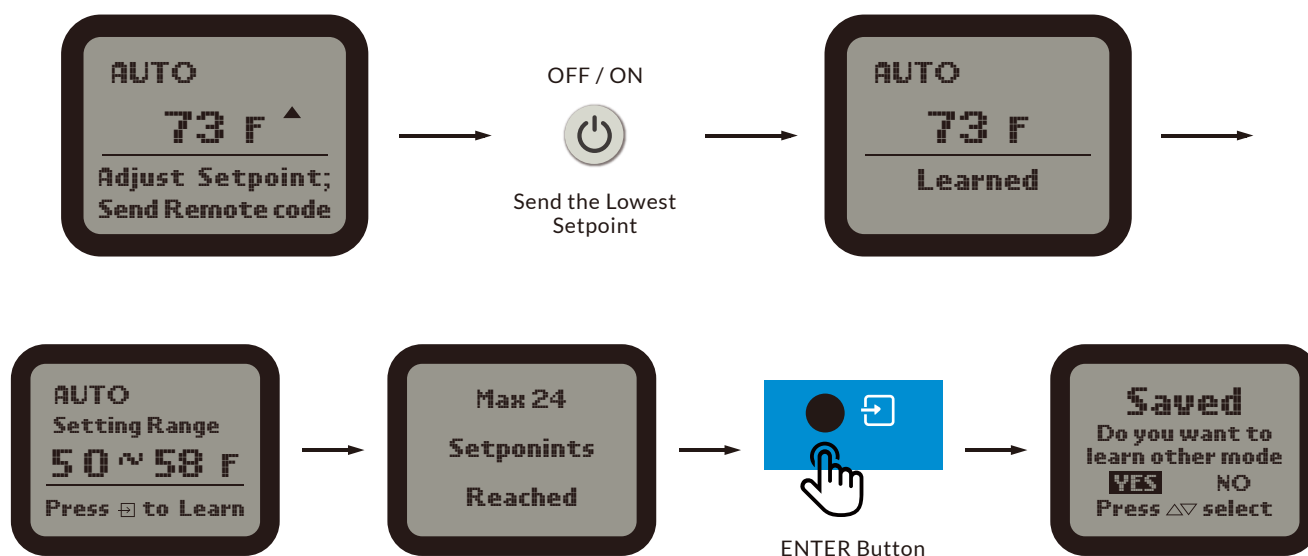 AUTO
73 F ▲
Adjust Setpoint;
Send Remote code
OFF / ON
Send the Lowest
Setpoint
AUTO
73 F
Learned
AUTO
Setting Range
50~58 F
Press to Learn
Max 24
Setponints
Reached
ENTER Button
Saved
Do you want to
learn other mode
YES NO
Press △▽ select